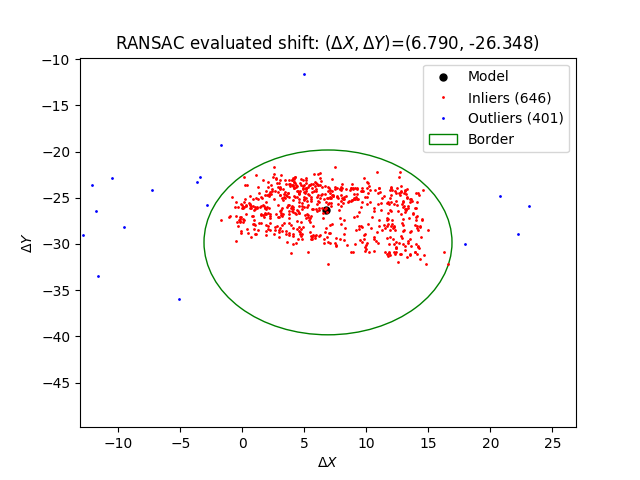 RANSAC evaluated shift: (ΔX, ΔY)=(6.790, -26.348)
Model
Inliers (646)
Outliers (401)
Border
−10
−15
−20
−25
−30
−35
−40
−45
ΔY
−10 −5 0 5 10 15 20 25
ΔX